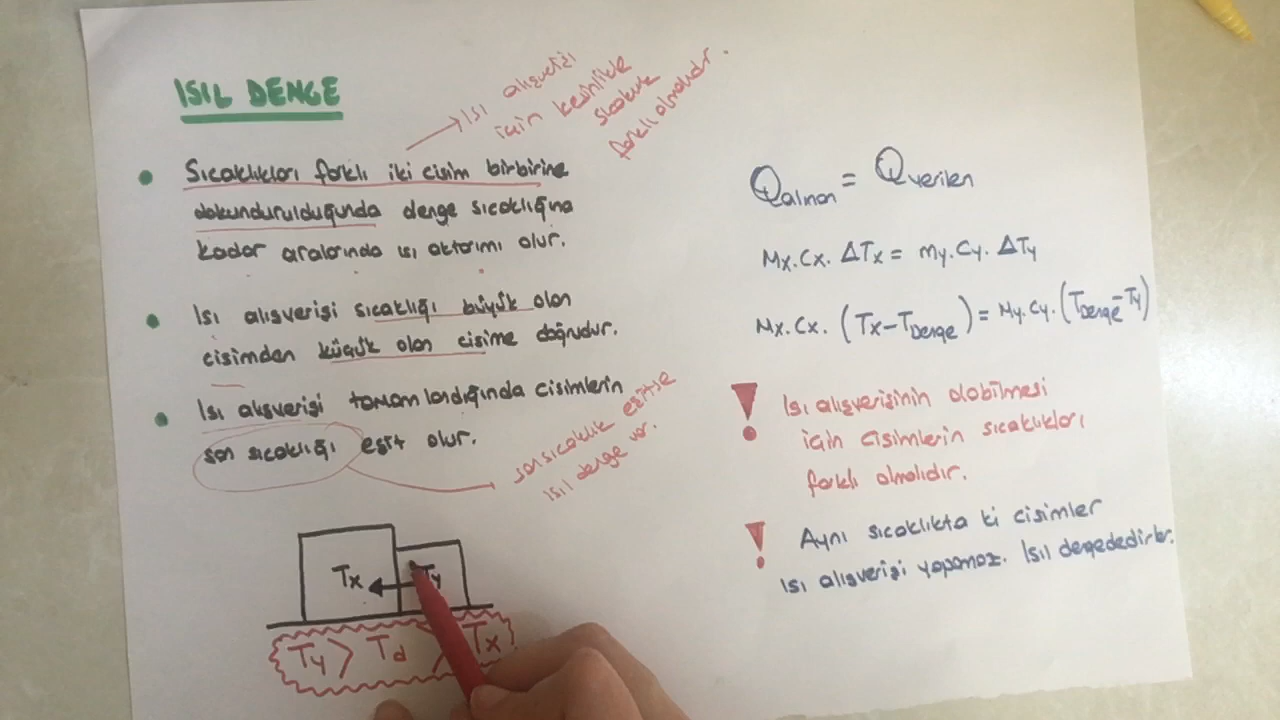 ISIL DENGE
Isı alışverişi
için kesinlikle
sıcaklık
farklı olmalıdır.
• Sıcaklıkları farklı iki cisim birbirine
dokundurulduğunda denge sıcaklığına
kadar aralarında ısı aktarımı olur.
• Isı alışverişi sıcaklığı büyük olan
cisimden küçük olan cisime doğrudur.
• Isı alışverişi tamamlandığında cisimlerin
son sıcaklığı eşit olur.
son sıcaklık eşitse
ısıl denge var.
Tx Ty
Ty > Td > Tx
Qalınan = Qverilen
Mx.Cx. ΔTx = my.Cy. ΔTy
Mx.Cx. (Tx-TDenge) = My.Cy. (TDenge-Ty)
! Isı alışverişinin olabilmesi
için cisimlerin sıcaklıkları
farklı olmalıdır.
! Aynı sıcaklıkta ki cisimler
ısı alışverişi yapamaz. Isıl dengededirler.